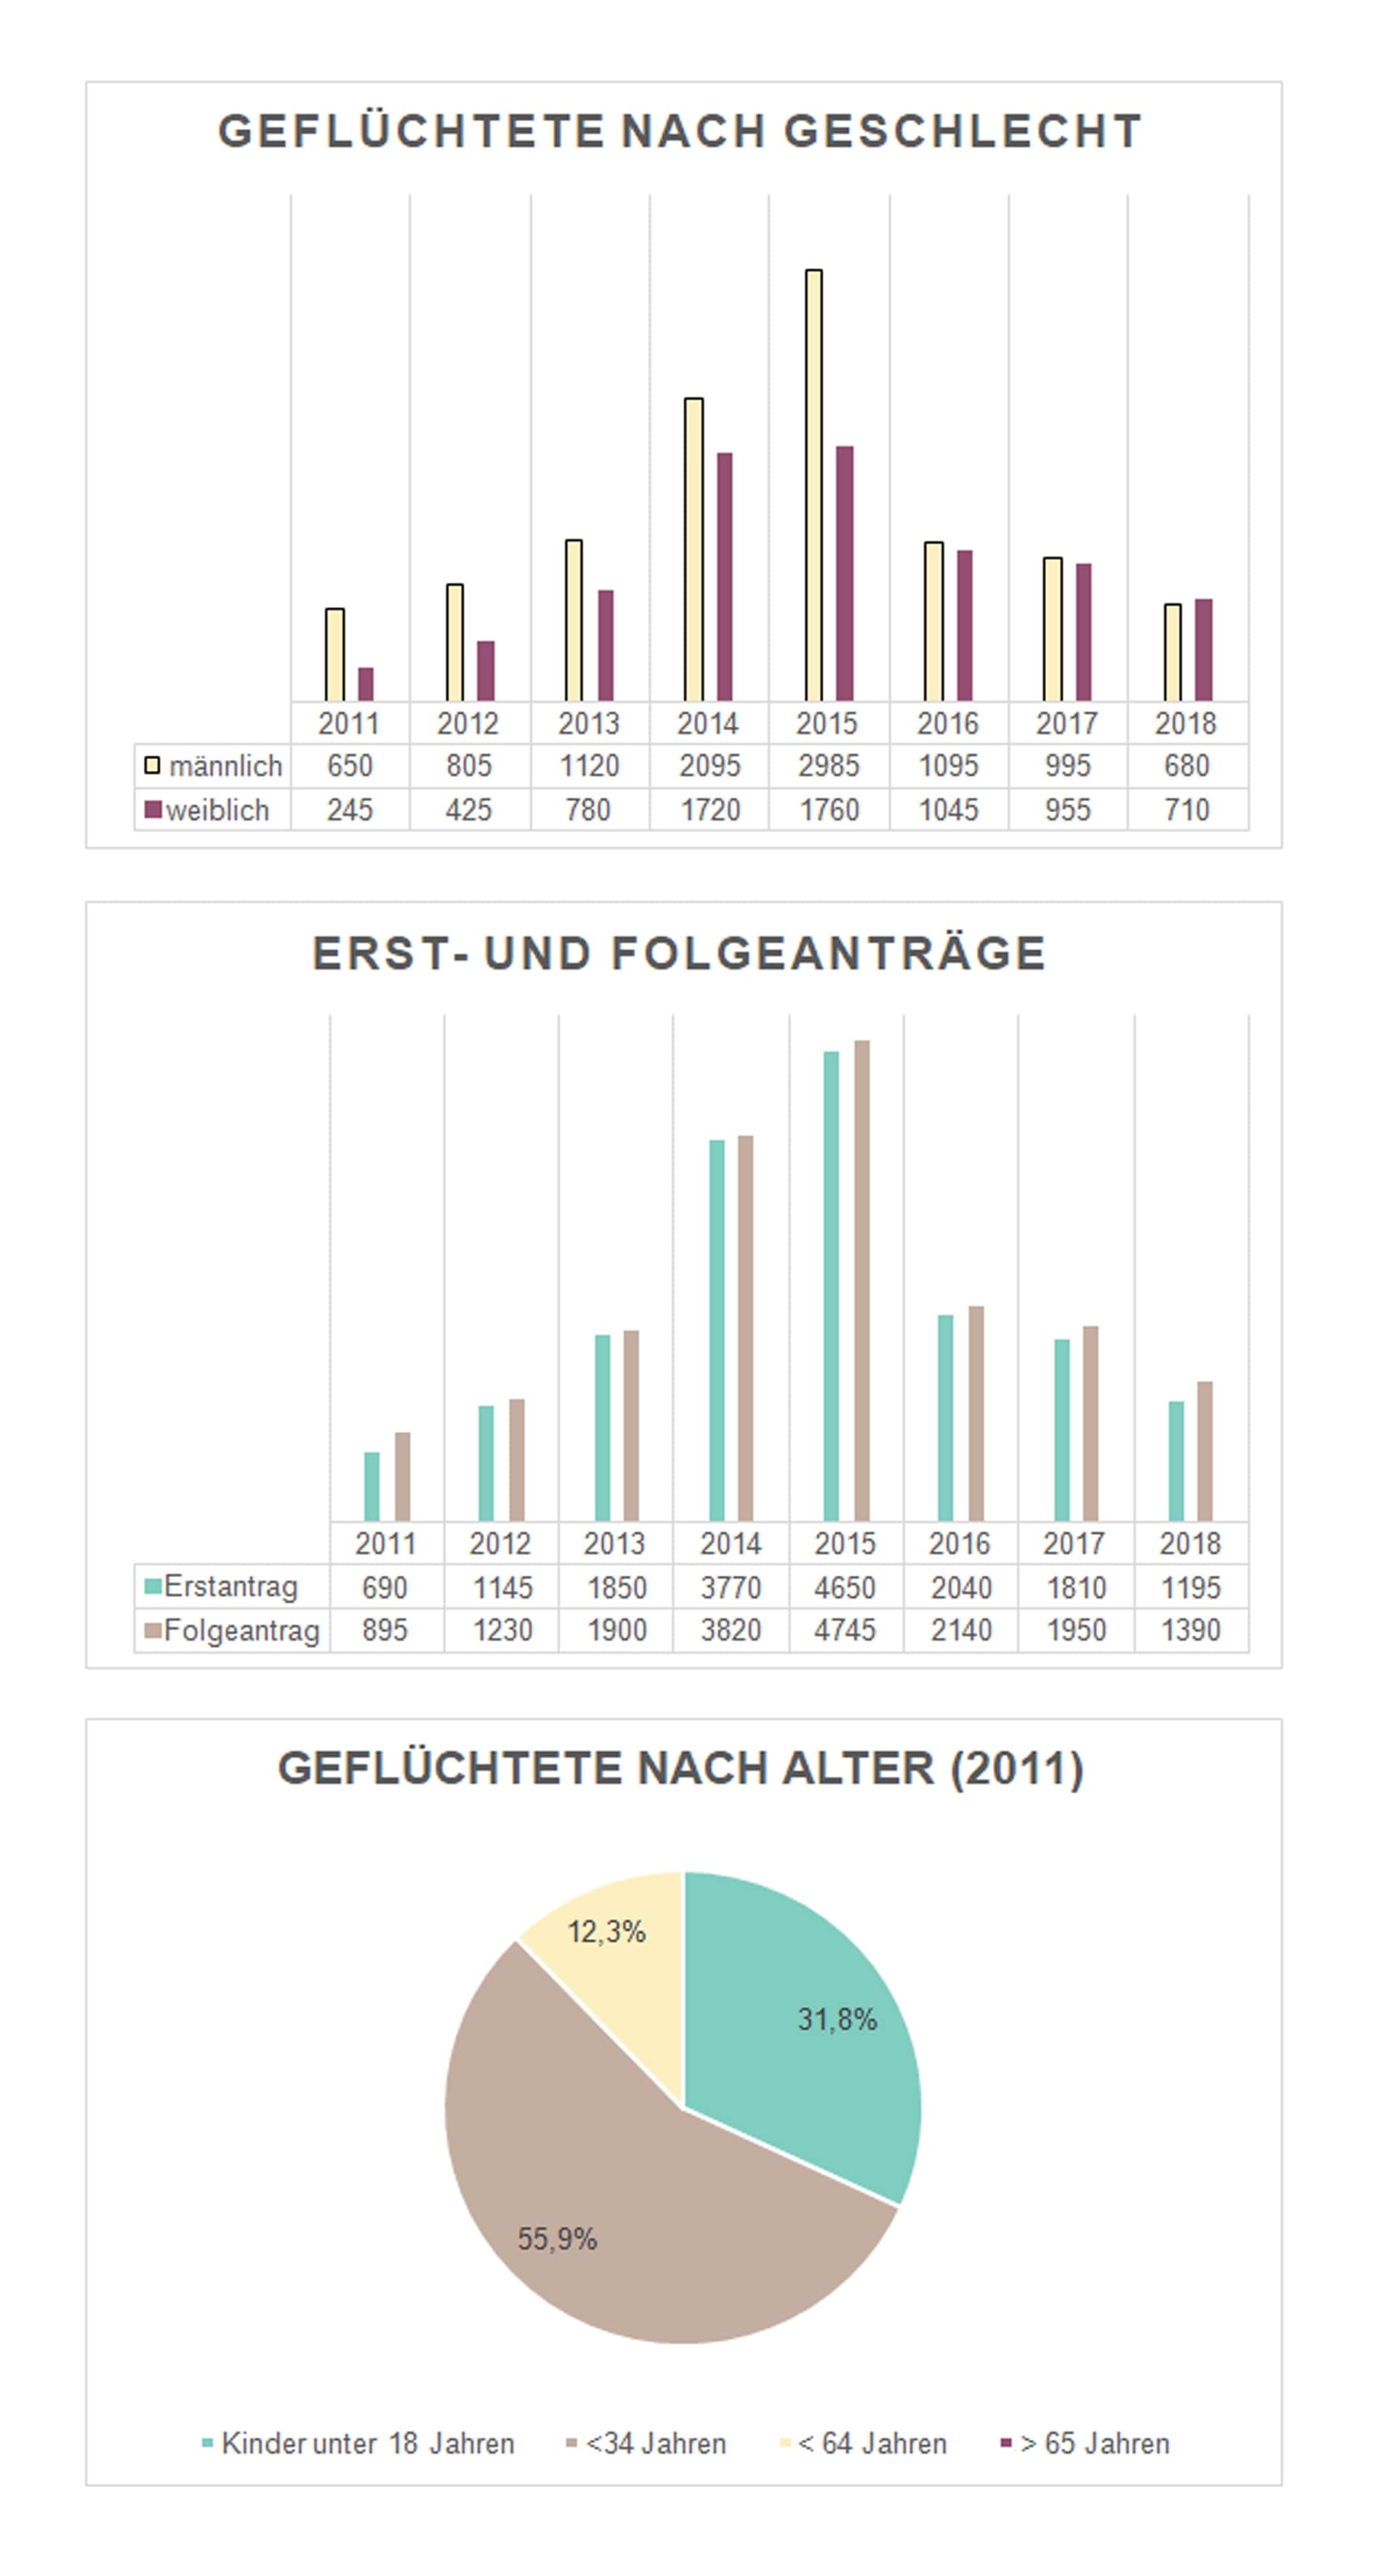 GEFLÜCHTETE NACH GESCHLECHT
2011 2012 2013 2014 2015 2016 2017 2018
männlich 650 805 1120 2095 2985 1095 995 680
weiblich 245 425 780 1720 1760 1045 955 710
ERST- UND FOLGEANTRÄGE
2011 2012 2013 2014 2015 2016 2017 2018
Erstantrag 690 1145 1850 3770 4650 2040 1810 1195
Folgeantrag 895 1230 1900 3820 4745 2140 1950 1390
GEFLÜCHTETE NACH ALTER (2011)
12,3%
31,8%
55,9%
Kinder unter 18 Jahren <34 Jahren < 64 Jahren > 65 Jahren